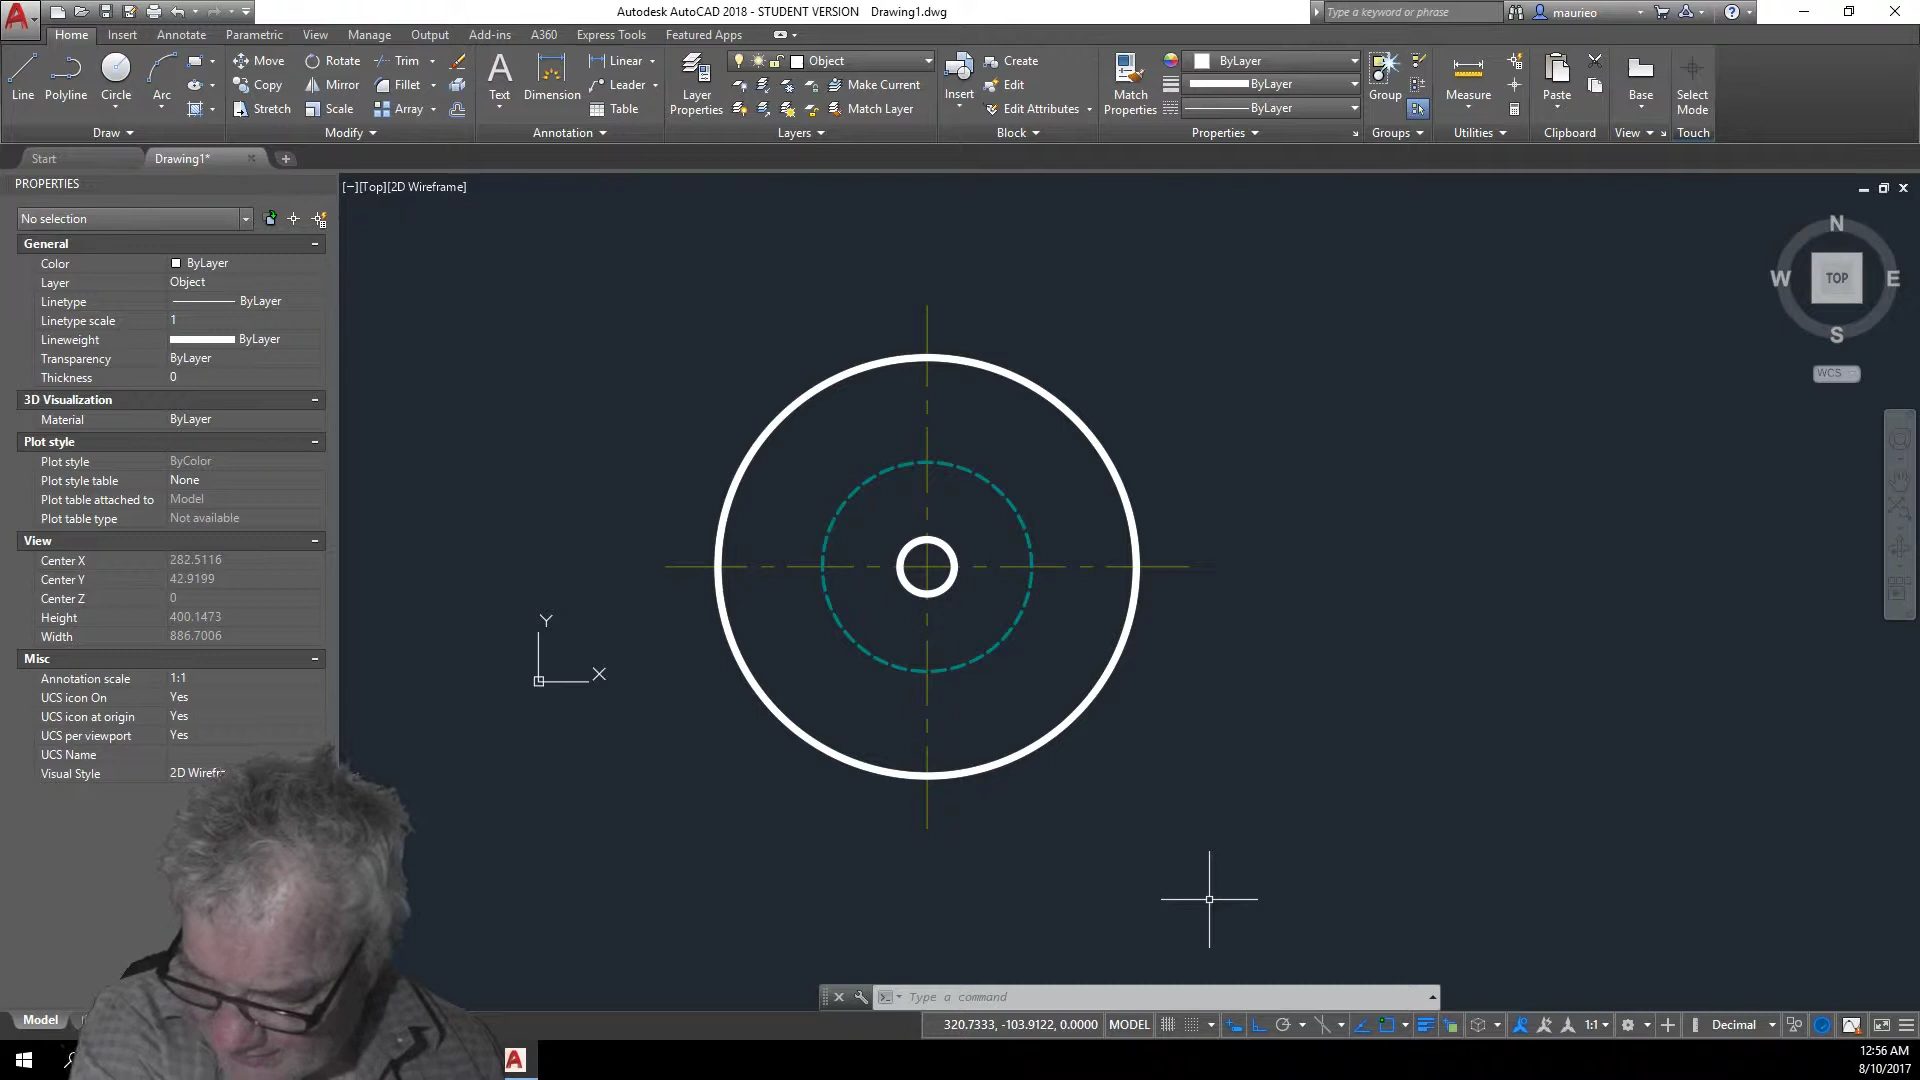 Autodesk AutoCAD 2018 - STUDENT VERSION Drawing1.dwg
Type a keyword or phrase
maurieo
Home Insert Annotate Parametric View Manage Output Add-ins A360 Express Tools Featured Apps
Line Polyline Circle Arc
Move Rotate Trim
Copy Mirror Fillet
Stretch Scale Array
Text Dimension
Linear
Leader
Table
Layer Properties
Object
Make Current
Match Layer
Insert
Create
Edit
Edit Attributes
Match Properties
ByLayer
ByLayer
ByLayer
Group
Measure
Paste
Base
Select Mode
Draw Modify Annotation Layers Block Properties Groups Utilities Clipboard View Touch
Start Drawing1*
PROPERTIES
[−][Top][2D Wireframe]
No selection
General
Color ByLayer
Layer Object
Linetype ByLayer
Linetype scale 1
Lineweight ByLayer
Transparency ByLayer
Thickness 0
3D Visualization
Material ByLayer
Plot style
Plot style ByColor
Plot style table None
Plot table attached to Model
Plot table type Not available
View
Center X 282.5116
Center Y 42.9199
Center Z 0
Height 400.1473
Width 886.7006
Misc
Annotation scale 1:1
UCS icon On Yes
UCS icon at origin Yes
UCS per viewport Yes
UCS Name
Visual Style 2D Wirefr
N
W TOP E
S
WCS
Y
X
Type a command
Model
320.7333, -103.9122, 0.0000 MODEL
1:1
Decimal
12:56 AM
8/10/2017